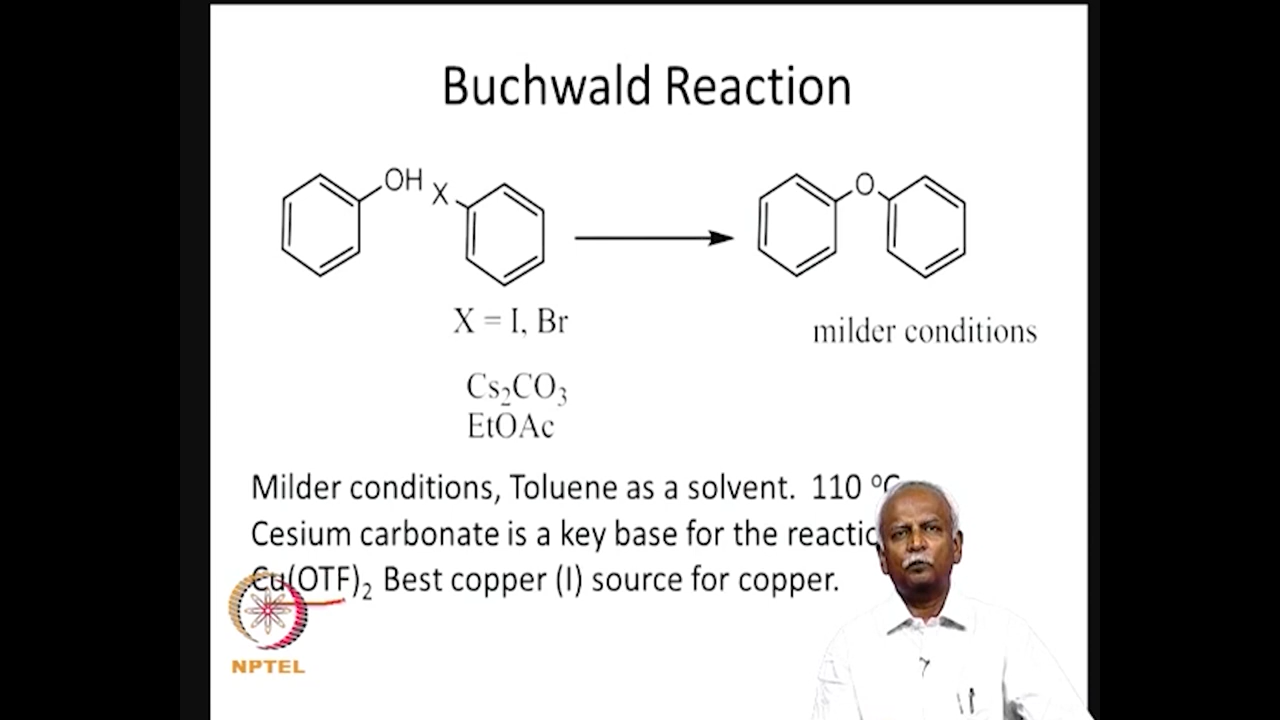 Buchwald Reaction
OH
X
O
X = I, Br
milder conditions
Cs₂CO₃
EtOAc
Milder conditions, Toluene as a solvent. 110 °C
Cesium carbonate is a key base for the
Cu(OTF)₂ Best copper (I) source for copper.
NPTEL